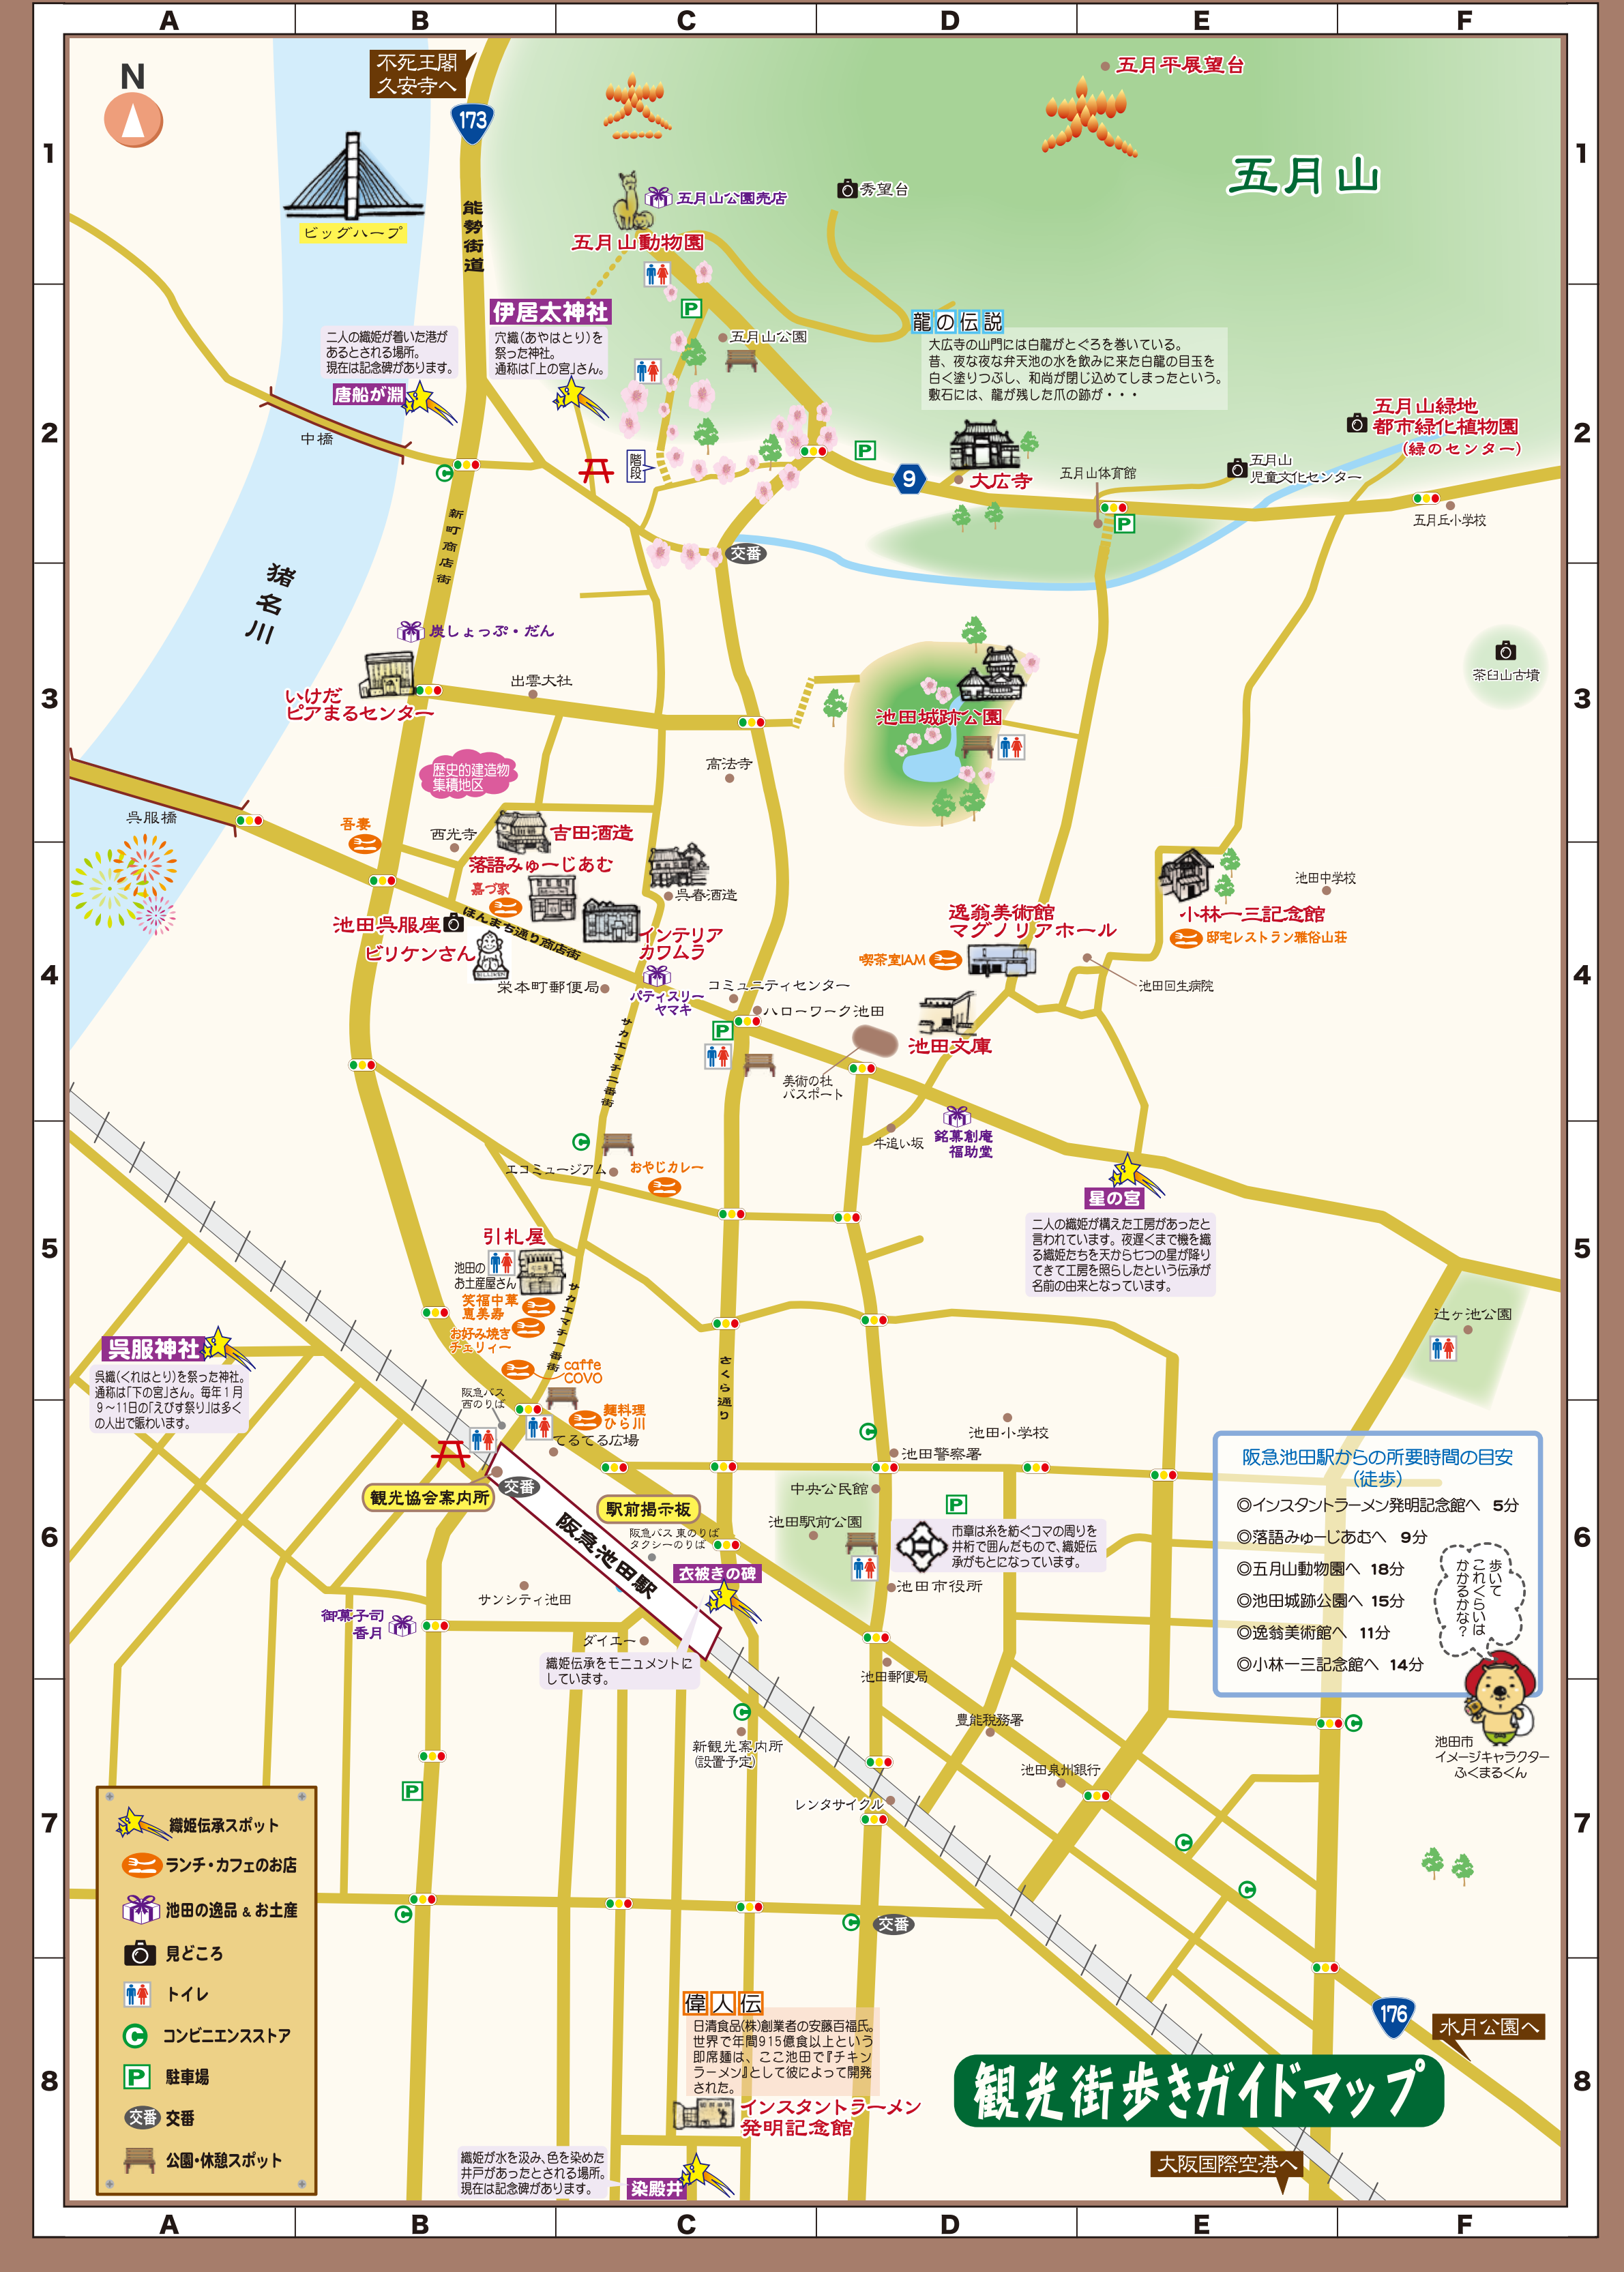 A B C D E F
N
不死王閣
久安寺へ
173
能勢街道
ビッグハープ
五月平展望台
五月山
五月山公園売店
秀望台
五月山動物園
P
1
1
二人の織姫が着いた港が
あるとされる場所。
現在は記念碑があります。
唐船が淵
伊居太神社
穴織(あやはとり)を
祭った神社。
通称は「上の宮」さん。
五月山公園
龍の伝説
大広寺の山門には白龍がとぐろを巻いている。
昔、夜な夜な弁天池の水を飲みに来た白龍の目玉を
白く塗りつぶし、和尚が閉じ込めてしまったという。
敷石には、龍が残した爪の跡が・・・
2
2
中橋
C
階段
P
9
大広寺
五月山体育館
P
五月山
児童文化センター
五月山緑地
都市緑化植物園
(緑のセンター)
五月丘小学校
新町商店街
交番
猪名川
炭しょっぷ・だん
いけだ
ピアまるセンター
出雲大社
3
3
池田城跡公園
茶臼山古墳
歴史的建造物
集積地区
高法寺
呉服橋
吾妻
西光寺
吉田酒造
落語みゅーじあむ
嘉づ家
呉春酒造
池田呉服座
ビリケンさん
ほんまち通り商店街
インテリア
カワムラ
逸翁美術館
マグノリアホール
喫茶室IAM
小林一三記念館
邸宅レストラン雅俗山荘
池田中学校
池田回生病院
4
4
栄本町郵便局
パティスリー
ヤマキ
コミュニティセンター
ハローワーク池田
P
池田文庫
美術の杜
バスポート
サカエマチ二番街
C
エコミュージアム
おやじカレー
牛追い坂
銘菓創庵
福助堂
星の宮
二人の織姫が構えた工房があったと
言われています。夜遅くまで機を織
る織姫たちを天から七つの星が降り
てきて工房を照らしたという伝承が
名前の由来となっています。
5
5
引札屋
池田の
お土産屋さん
笑福中華
恵美寿
お好み焼き
チェリィー
サカエマチ一番街
caffe
COVO
さくら通り
辻ヶ池公園
呉服神社
呉織(くれはとり)を祭った神社。
通称は「下の宮」さん。毎年1月
9~11日の「えびす祭り」は多く
の人出で賑わいます。
阪急バス
西のりば
麺料理
ひら川
てるてる広場
C
池田小学校
池田警察署
観光協会案内所
交番
駅前掲示板
阪急バス 東のりば
タクシーのりば
阪急池田駅
中央公民館
P
池田駅前公園
市章は糸を紡ぐコマの周りを
井桁で囲んだもので、織姫伝
承がもとになっています。
池田市役所
6
6
衣被きの碑
サンシティ池田
御菓子司
香月
ダイエー
織姫伝承をモニュメントに
しています。
阪急池田駅からの所要時間の目安
(徒歩)
◎インスタントラーメン発明記念館へ 5分
◎落語みゅーじあむへ 9分
◎五月山動物園へ 18分
◎池田城跡公園へ 15分
◎逸翁美術館へ 11分
◎小林一三記念館へ 14分
歩いて
これくらいは
かかるかな?
池田市
イメージキャラクター
ふくまるくん
池田郵便局
C
新観光案内所
(設置予定)
豊能税務署
池田泉州銀行
レンタサイクル
C
P
C
C
7
7
C
C
交番
織姫伝承スポット
ランチ・カフェのお店
池田の逸品 & お土産
見どころ
トイレ
C コンビニエンスストア
P 駐車場
交番 交番
公園・休憩スポット
偉人伝
日清食品(株)創業者の安藤百福氏。
世界で年間915億食以上という
即席麺は、ここ池田で『チキン
ラーメン』として彼によって開発
された。
インスタントラーメン
発明記念館
織姫が水を汲み、色を染めた
井戸があったとされる場所。
現在は記念碑があります。
染殿井
176
水月公園へ
観光街歩きガイドマップ
大阪国際空港へ
8
8
A B C D E F